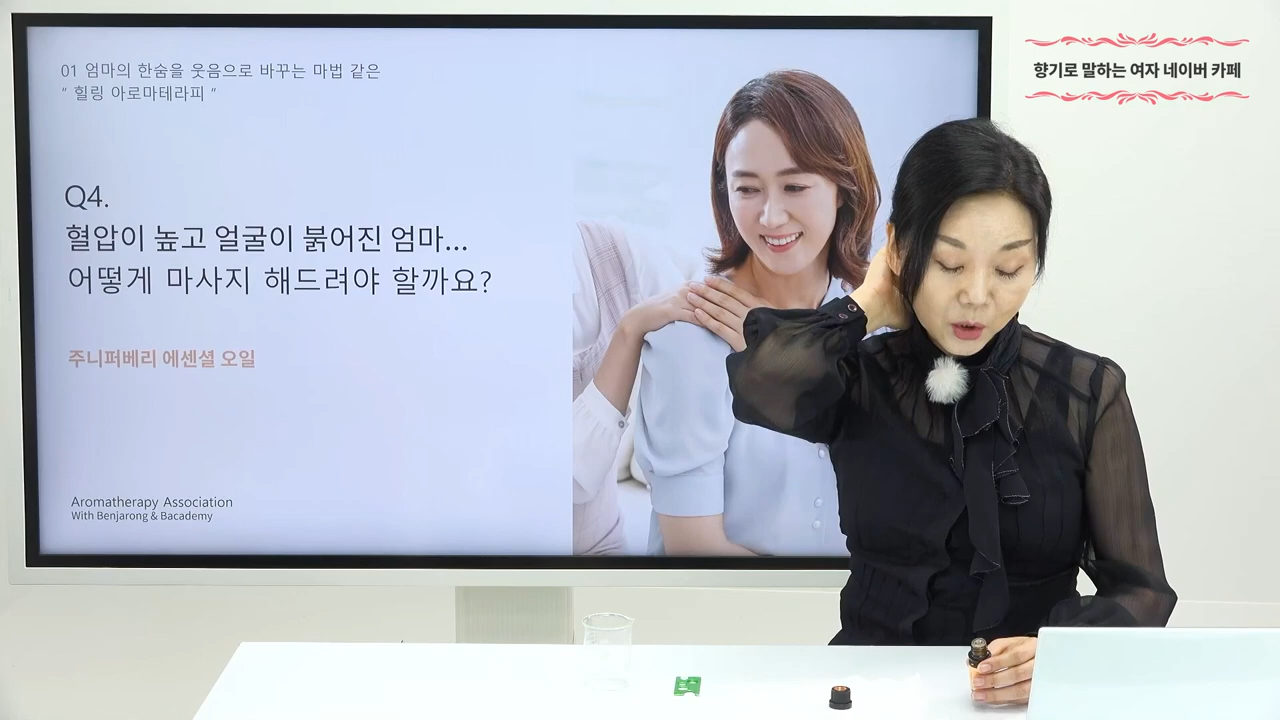 01 엄마의 한숨을 웃음으로 바꾸는 마법 같은
" 힐링 아로마테라피 "
Q4.
혈압이 높고 얼굴이 붉어진 엄마...
어떻게 마사지 해드려야 할까요?
주니퍼베리 에센셜 오일
Aromatherapy Association
With Benjarong & Bacademy
향기로 말하는 여자 네이버 카페